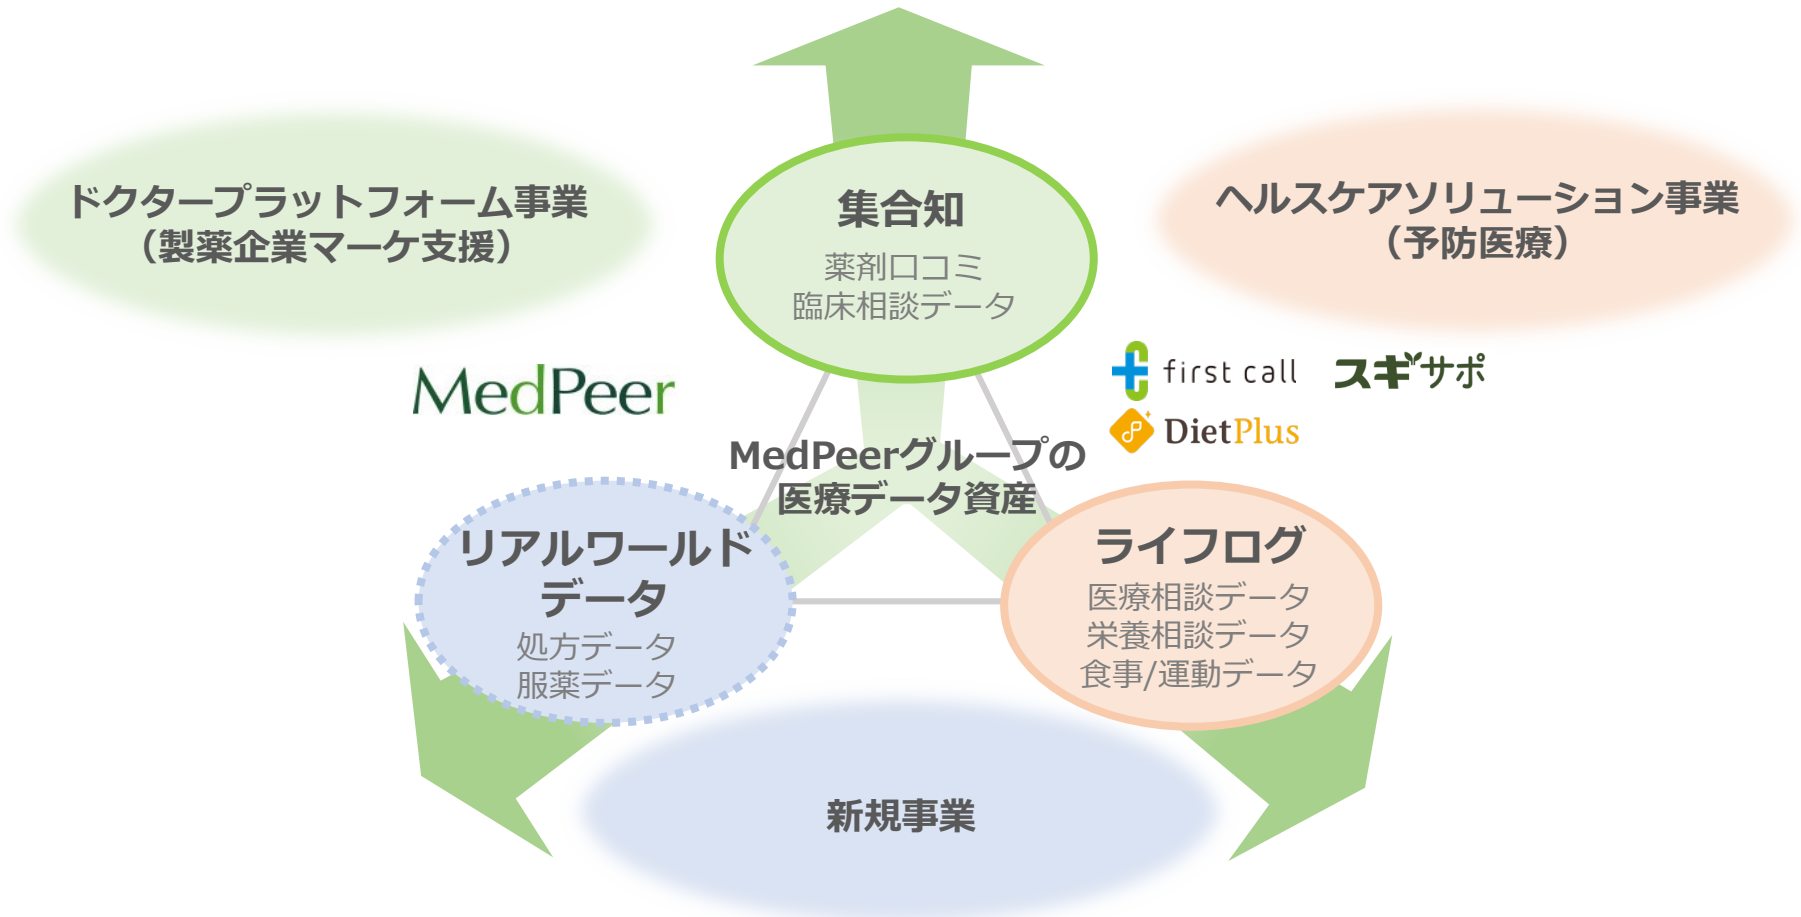 ドクタープラットフォーム事業
（製薬企業マーケ支援）
集合知
薬剤口コミ
臨床相談データ
ヘルスケアソリューション事業
（予防医療）
MedPeer
first call
スギサポ
DietPlus
MedPeerグループの
医療データ資産
リアルワールド
データ
処方データ
服薬データ
ライフログ
医療相談データ
栄養相談データ
食事/運動データ
新規事業